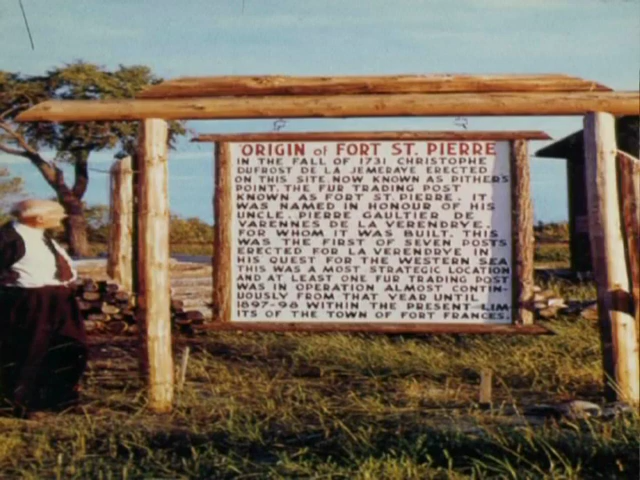 ORIGIN of FORT ST. PIERRE
IN THE FALL OF 1731 CHRISTOPHE
DUFROST DE LA JEMERAYE ERECTED
ON THIS SITE, NOW KNOWN AS PITHERS
POINT, THE FUR TRADING POST
KNOWN AS FORT ST. PIERRE. IT
WAS NAMED IN HONOUR OF HIS
UNCLE, PIERRE GAULTIER DE
VARENNES DE LA VERENDRYE,
FOR WHOM IT WAS BUILT. THIS
WAS THE FIRST OF SEVEN POSTS
ERECTED FOR LA VERENDRYE IN
HIS QUEST FOR THE WESTERN SEA
THIS WAS A MOST STRATEGIC LOCATION
AND AT LEAST ONE FUR TRADING POST
WAS IN OPERATION ALMOST CONTIN-
UOUSLY FROM THAT YEAR UNTIL
1897-98 WITHIN THE PRESENT LIM-
ITS OF THE TOWN OF FORT FRANCES.